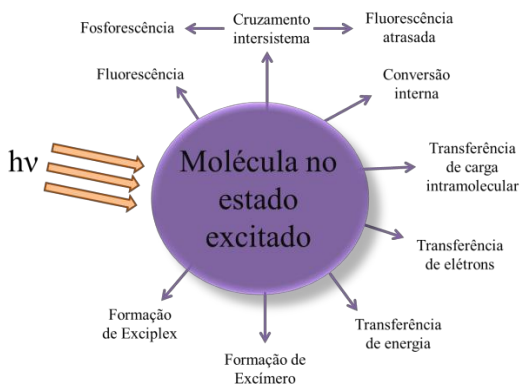 Fosforescência
Cruzamento
intersistema
Fluorescência
atrasada
Fluorescência
Conversão
interna
hν
Molécula no
estado
excitado
Transferência
de carga
intramolecular
Transferência
de elétrons
Transferência
de energia
Formação de
Excímero
Formação
de Exciplex